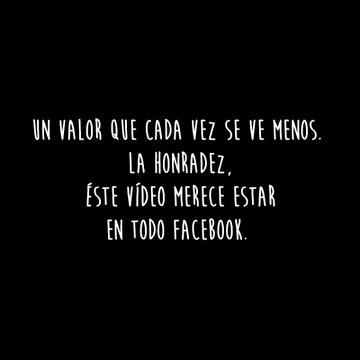 UN VALOR QUE CADA VEZ SE VE MENOS.
LA HONRADEZ,
ÉSTE VÍDEO MERECE ESTAR
EN TODO FACEBOOK.